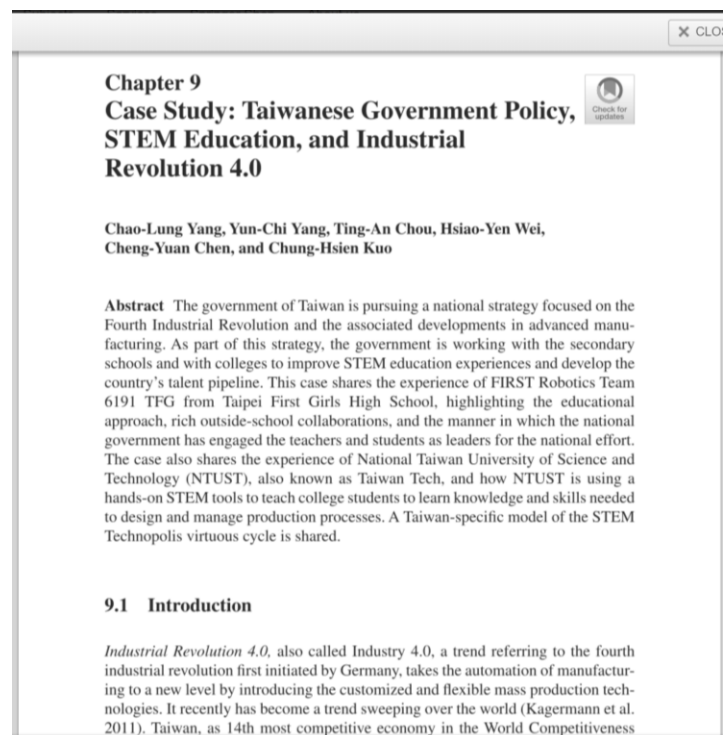 CLOS
Chapter 9
Case Study: Taiwanese Government Policy,
STEM Education, and Industrial
Revolution 4.0
Check for
updates
Chao-Lung Yang, Yun-Chi Yang, Ting-An Chou, Hsiao-Yen Wei,
Cheng-Yuan Chen, and Chung-Hsien Kuo
Abstract The government of Taiwan is pursuing a national strategy focused on the
Fourth Industrial Revolution and the associated developments in advanced manu-
facturing. As part of this strategy, the government is working with the secondary
schools and with colleges to improve STEM education experiences and develop the
country's talent pipeline. This case shares the experience of FIRST Robotics Team
6191 TFG from Taipei First Girls High School, highlighting the educational
approach, rich outside-school collaborations, and the manner in which the national
government has engaged the teachers and students as leaders for the national effort.
The case also shares the experience of National Taiwan University of Science and
Technology (NTUST), also known as Taiwan Tech, and how NTUST is using a
hands-on STEM tools to teach college students to learn knowledge and skills needed
to design and manage production processes. A Taiwan-specific model of the STEM
Technopolis virtuous cycle is shared.
9.1 Introduction
Industrial Revolution 4.0, also called Industry 4.0, a trend referring to the fourth
industrial revolution first initiated by Germany, takes the automation of manufactur-
ing to a new level by introducing the customized and flexible mass production tech-
nologies. It recently has become a trend sweeping over the world (Kagermann et al.
2011). Taiwan, as 14th most competitive economy in the World Competitiveness